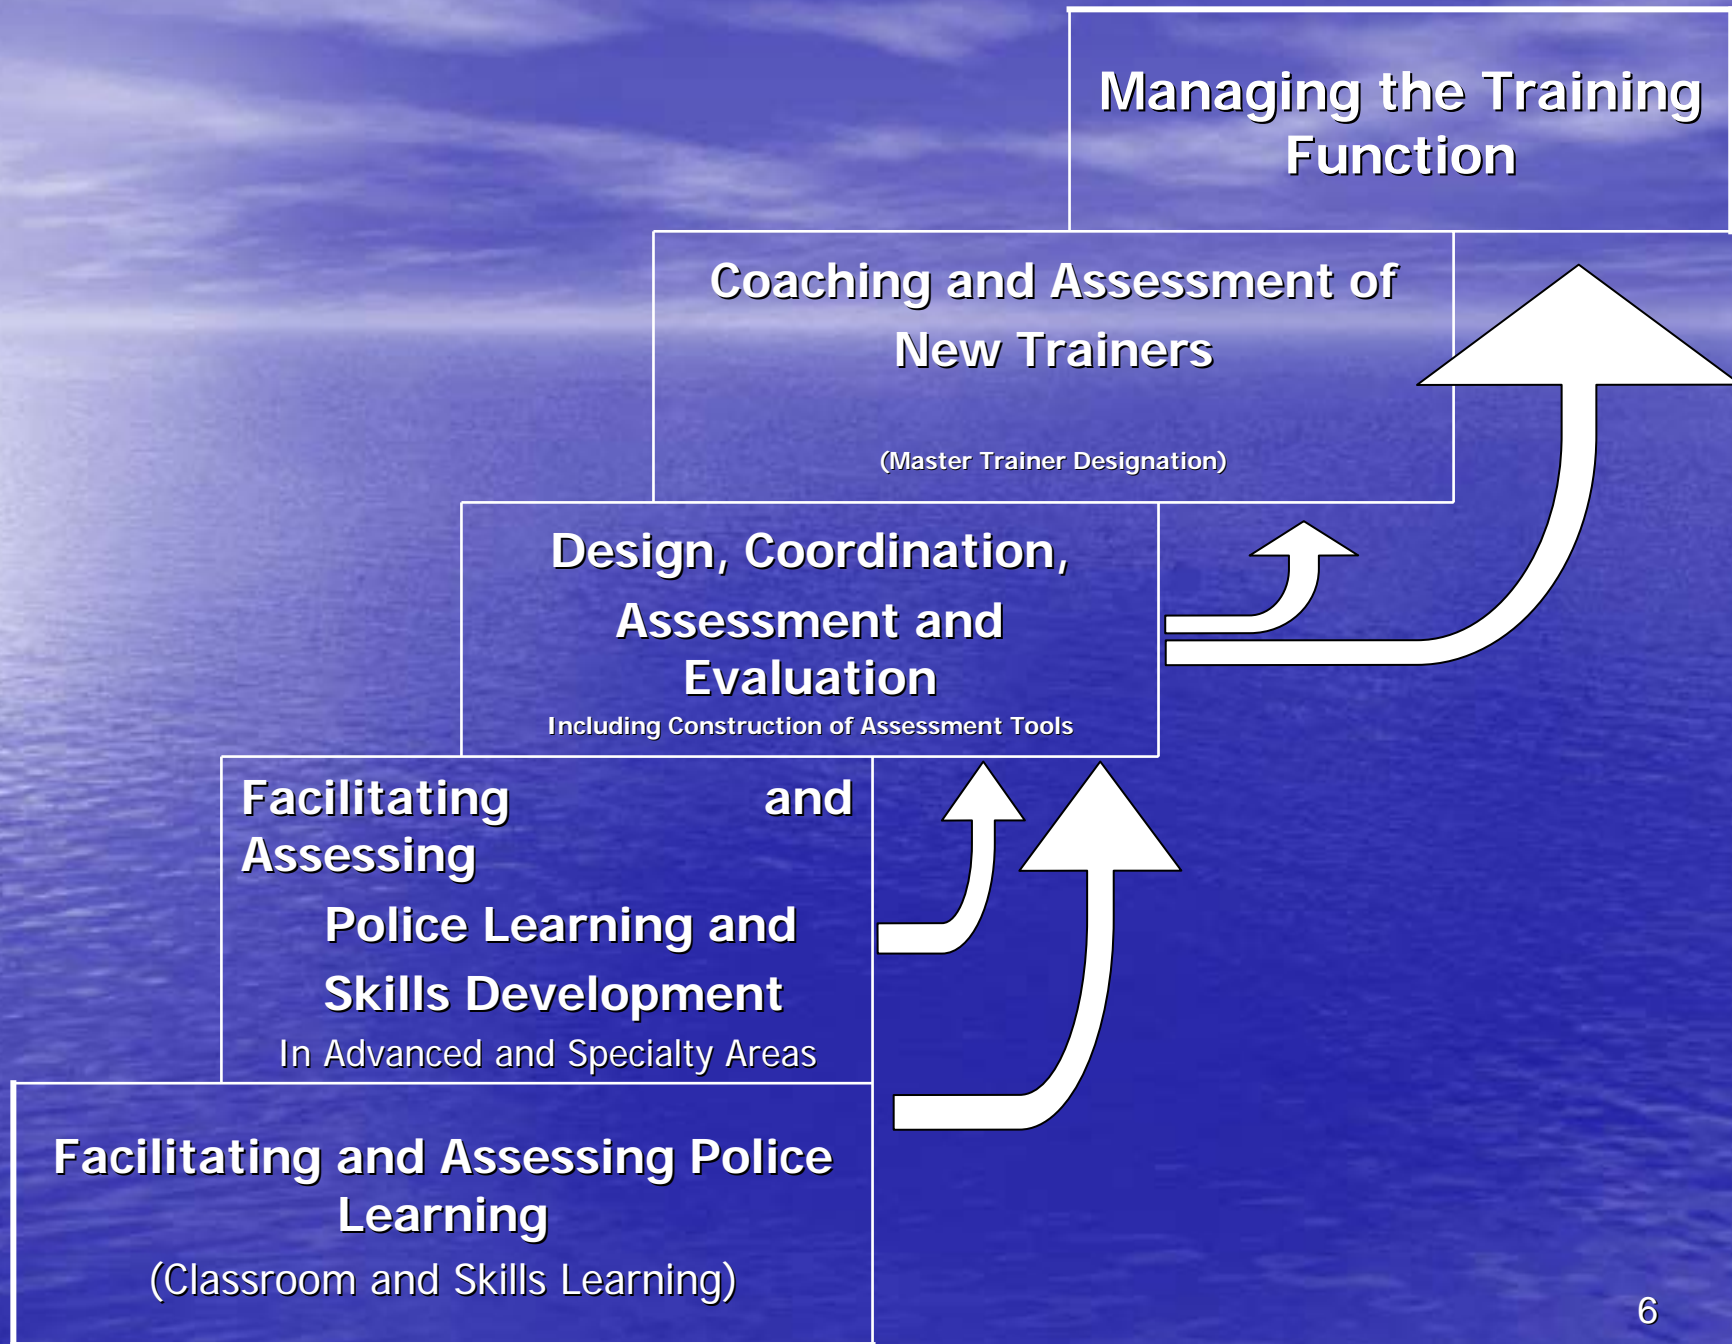 Managing the Training
Function
Coaching and Assessment of
New Trainers
(Master Trainer Designation)
Design, Coordination,
Assessment and
Evaluation
Including Construction of Assessment Tools
Facilitating and
Assessing
Police Learning and
Skills Development
In Advanced and Specialty Areas
Facilitating and Assessing Police
Learning
(Classroom and Skills Learning)
6